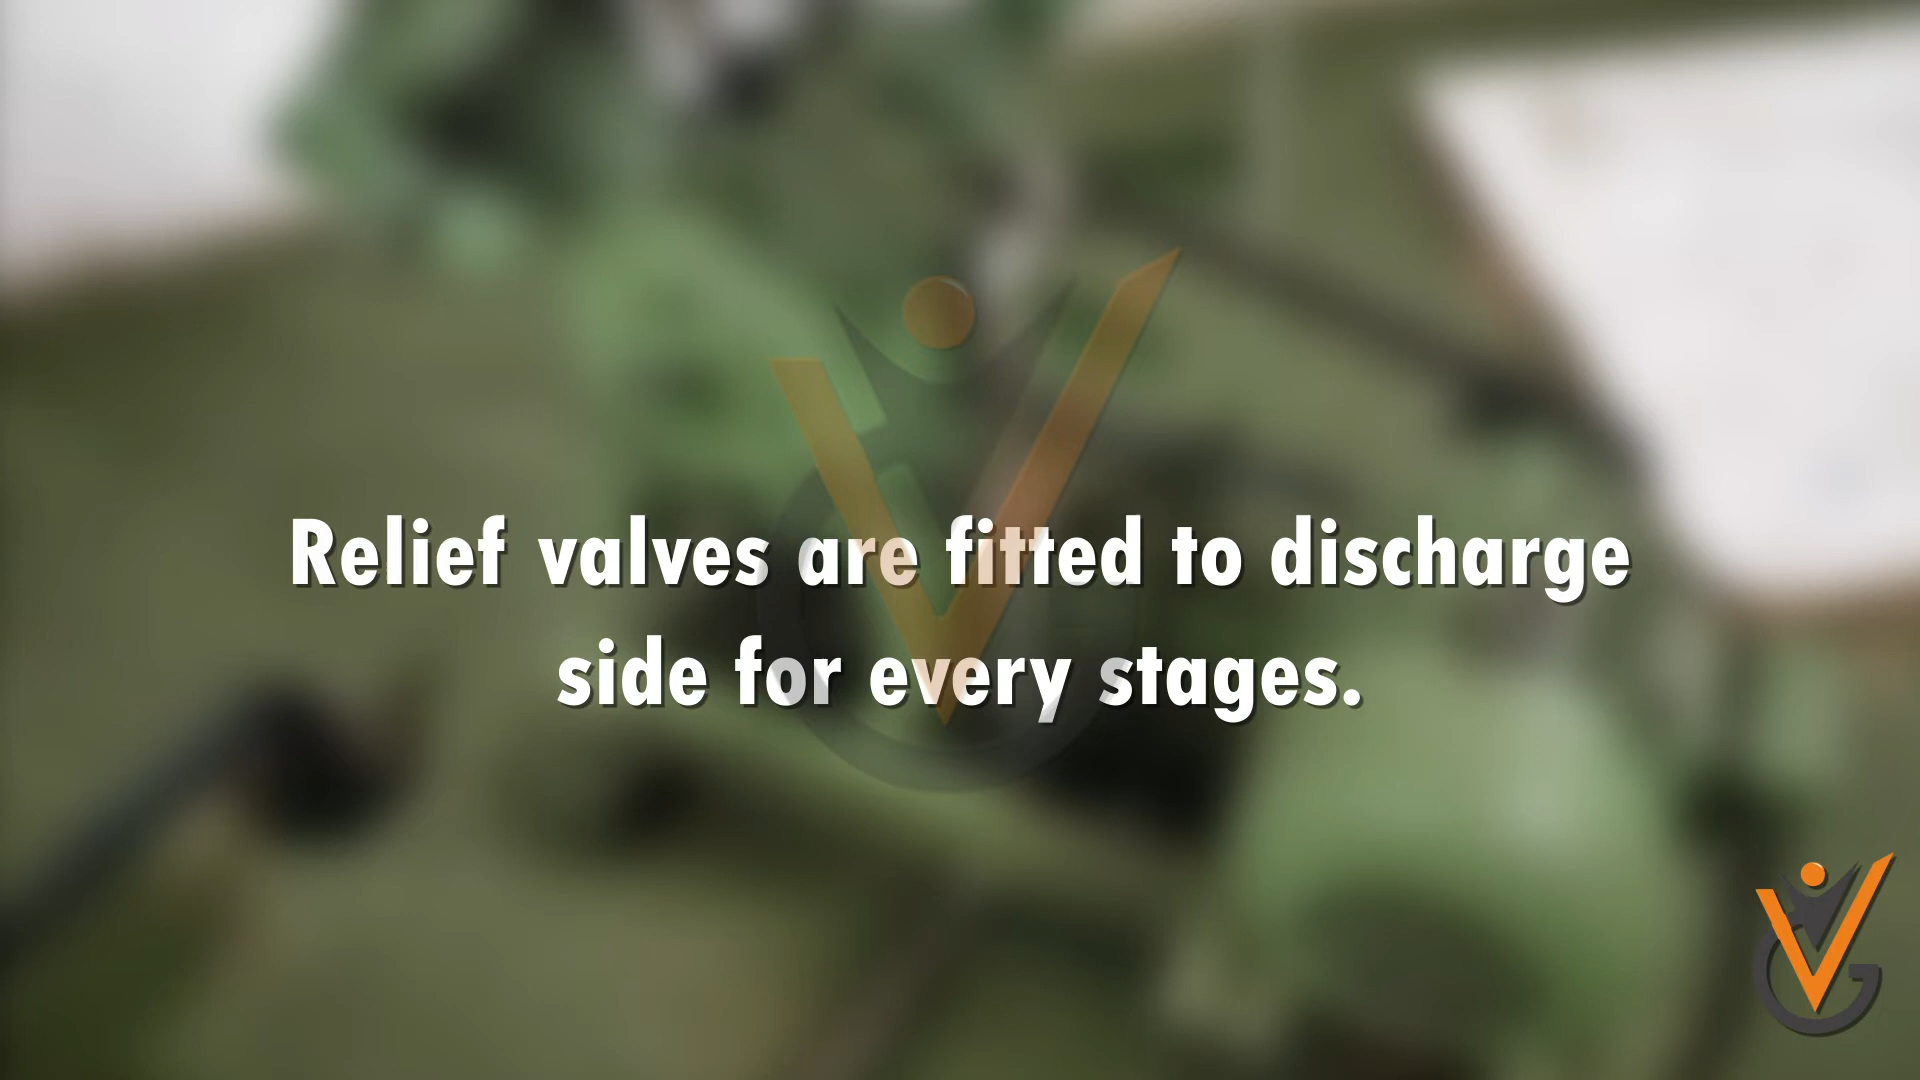 Relief valves are fitted to discharge
side for every stages.